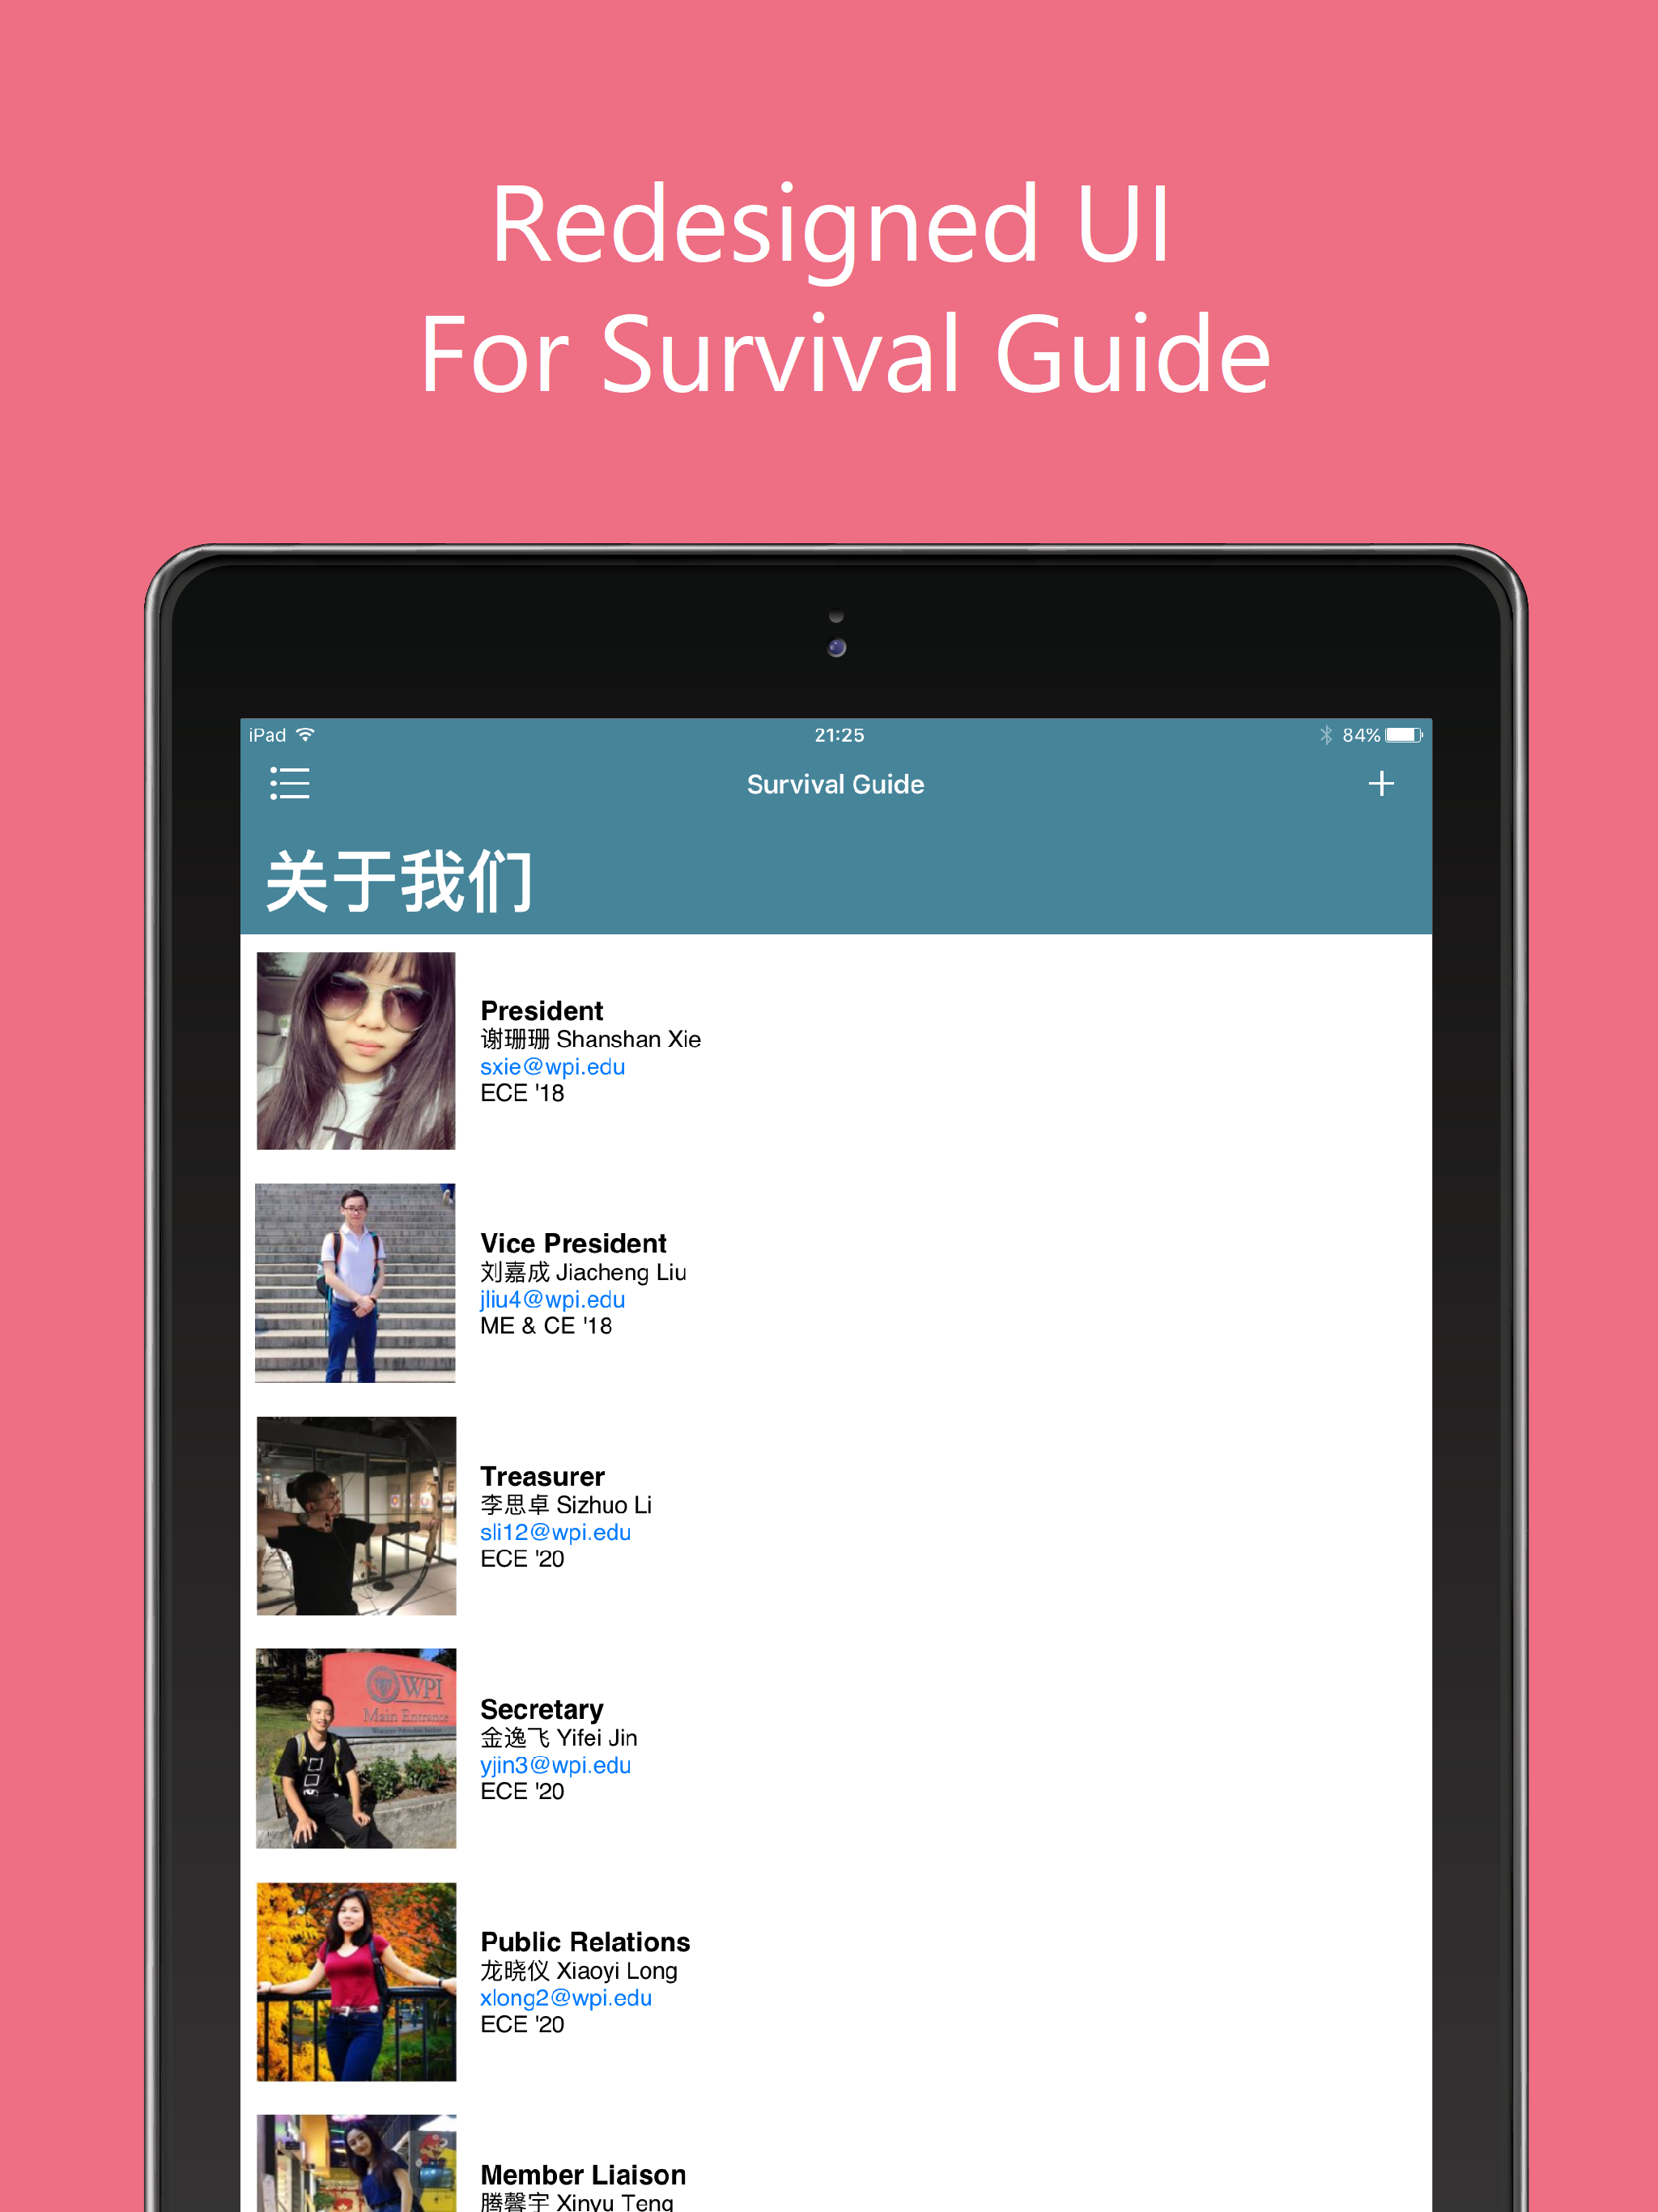 Redesigned UI
For Survival Guide
iPad 21:25 84%
Survival Guide
关于我们
President
谢珊珊 Shanshan Xie
sxie@wpi.edu
ECE '18
Vice President
刘嘉成 Jiacheng Liu
jliu4@wpi.edu
ME & CE '18
Treasurer
李思卓 Sizhuo Li
sli12@wpi.edu
ECE '20
WPI
Main Entrance
Secretary
金逸飞 Yifei Jin
yjin3@wpi.edu
ECE '20
Public Relations
龙晓仪 Xiaoyi Long
xlong2@wpi.edu
ECE '20
Member Liaison
腾馨宇 Xinyu Teng